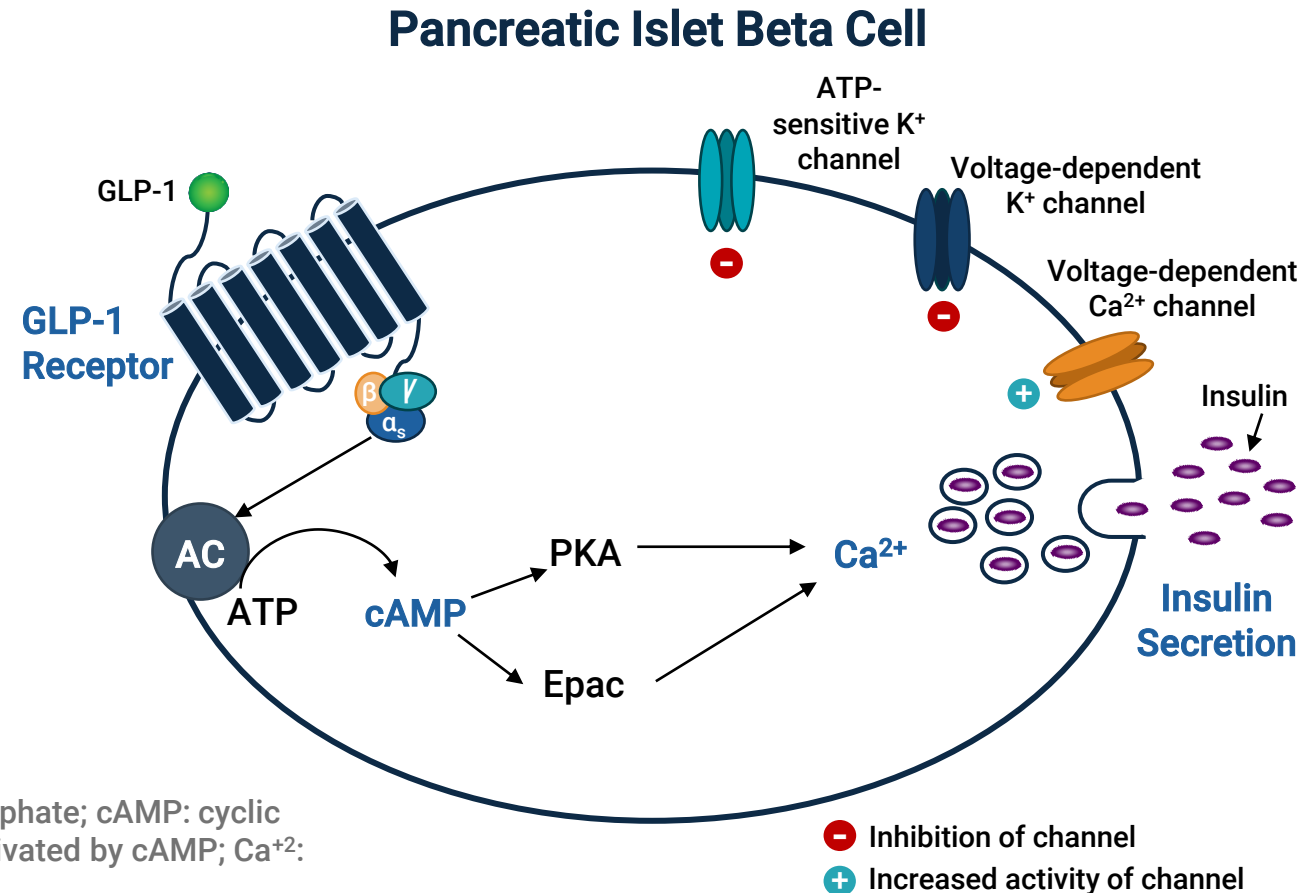 Pancreatic Islet Beta Cell
ATP-
sensitive K⁺
channel
Voltage-dependent
K⁺ channel
Voltage-dependent
Ca²⁺ channel
GLP-1
GLP-1
Receptor
β
γ
αₛ
Insulin
AC
ATP
cAMP
PKA
Epac
Ca²⁺
Insulin
Secretion
phate; cAMP: cyclic
ivated by cAMP; Ca⁺²:
- Inhibition of channel
+ Increased activity of channel